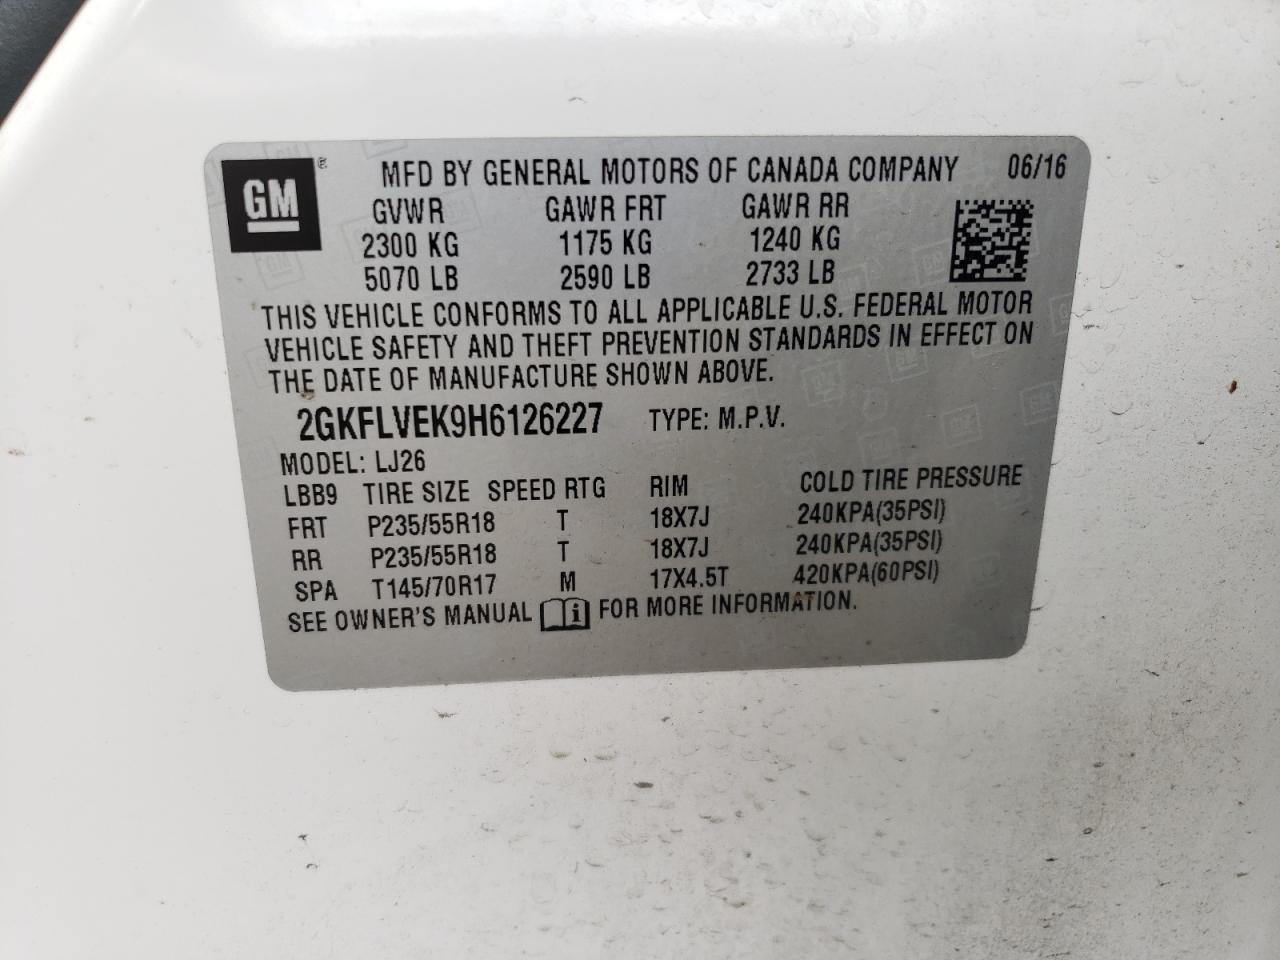 GM ® MFD BY GENERAL MOTORS OF CANADA COMPANY 06/16
GVWR GAWR FRT GAWR RR
2300 KG 1175 KG 1240 KG
5070 LB 2590 LB 2733 LB
THIS VEHICLE CONFORMS TO ALL APPLICABLE U.S. FEDERAL MOTOR
VEHICLE SAFETY AND THEFT PREVENTION STANDARDS IN EFFECT ON
THE DATE OF MANUFACTURE SHOWN ABOVE.
2GKFLVEK9H6126227 TYPE: M.P.V.
MODEL: LJ26
LBB9 TIRE SIZE SPEED RTG RIM COLD TIRE PRESSURE
FRT P235/55R18 T 18X7J 240KPA(35PSI)
RR P235/55R18 T 18X7J 240KPA(35PSI)
SPA T145/70R17 M 17X4.5T 420KPA(60PSI)
SEE OWNER'S MANUAL i FOR MORE INFORMATION.